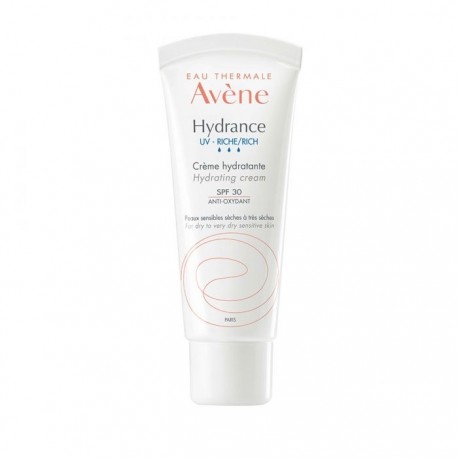 EAU THERMALE
Avène
Hydrance
UV - RICHE/RICH
Crème hydratante
Hydrating cream
SPF 30
ANTI-OXYDANT
Peaux sensibles sèches à très sèches
For dry to very dry sensitive skin
PARIS